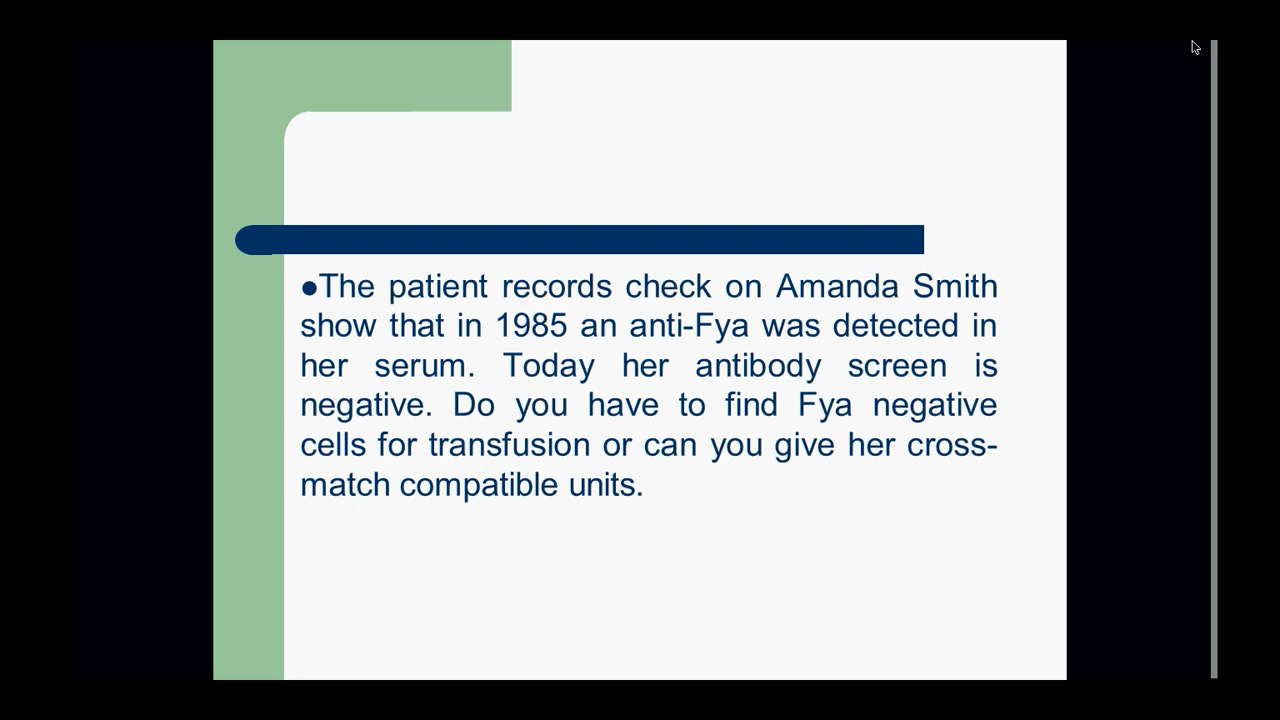 ●The patient records check on Amanda Smith
show that in 1985 an anti-Fya was detected in
her serum. Today her antibody screen is
negative. Do you have to find Fya negative
cells for transfusion or can you give her cross-
match compatible units.